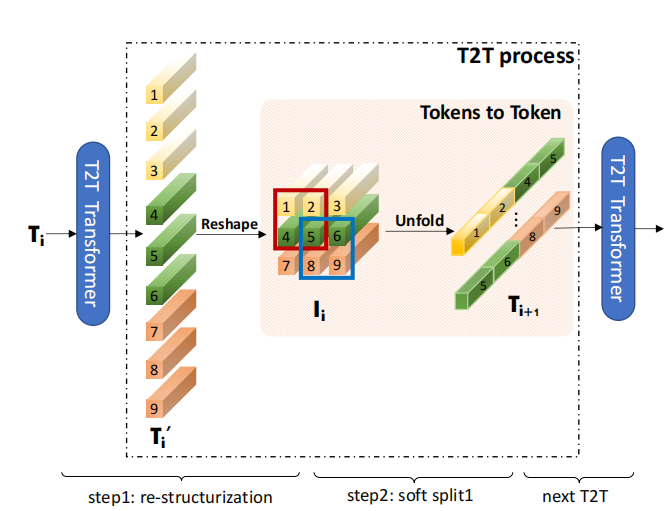 T2T process
Tokens to Token
T2T Transformer
Tᵢ
1
2
3
4
5
6
7
8
9
Tᵢ′
Reshape
1 2 3
4 5 6
7 8 9
Iᵢ
Unfold
1 2 4 5
⋮
5 6 8 9
Tᵢ₊₁
T2T Transformer
step1: re-structurization
step2: soft split1
next T2T